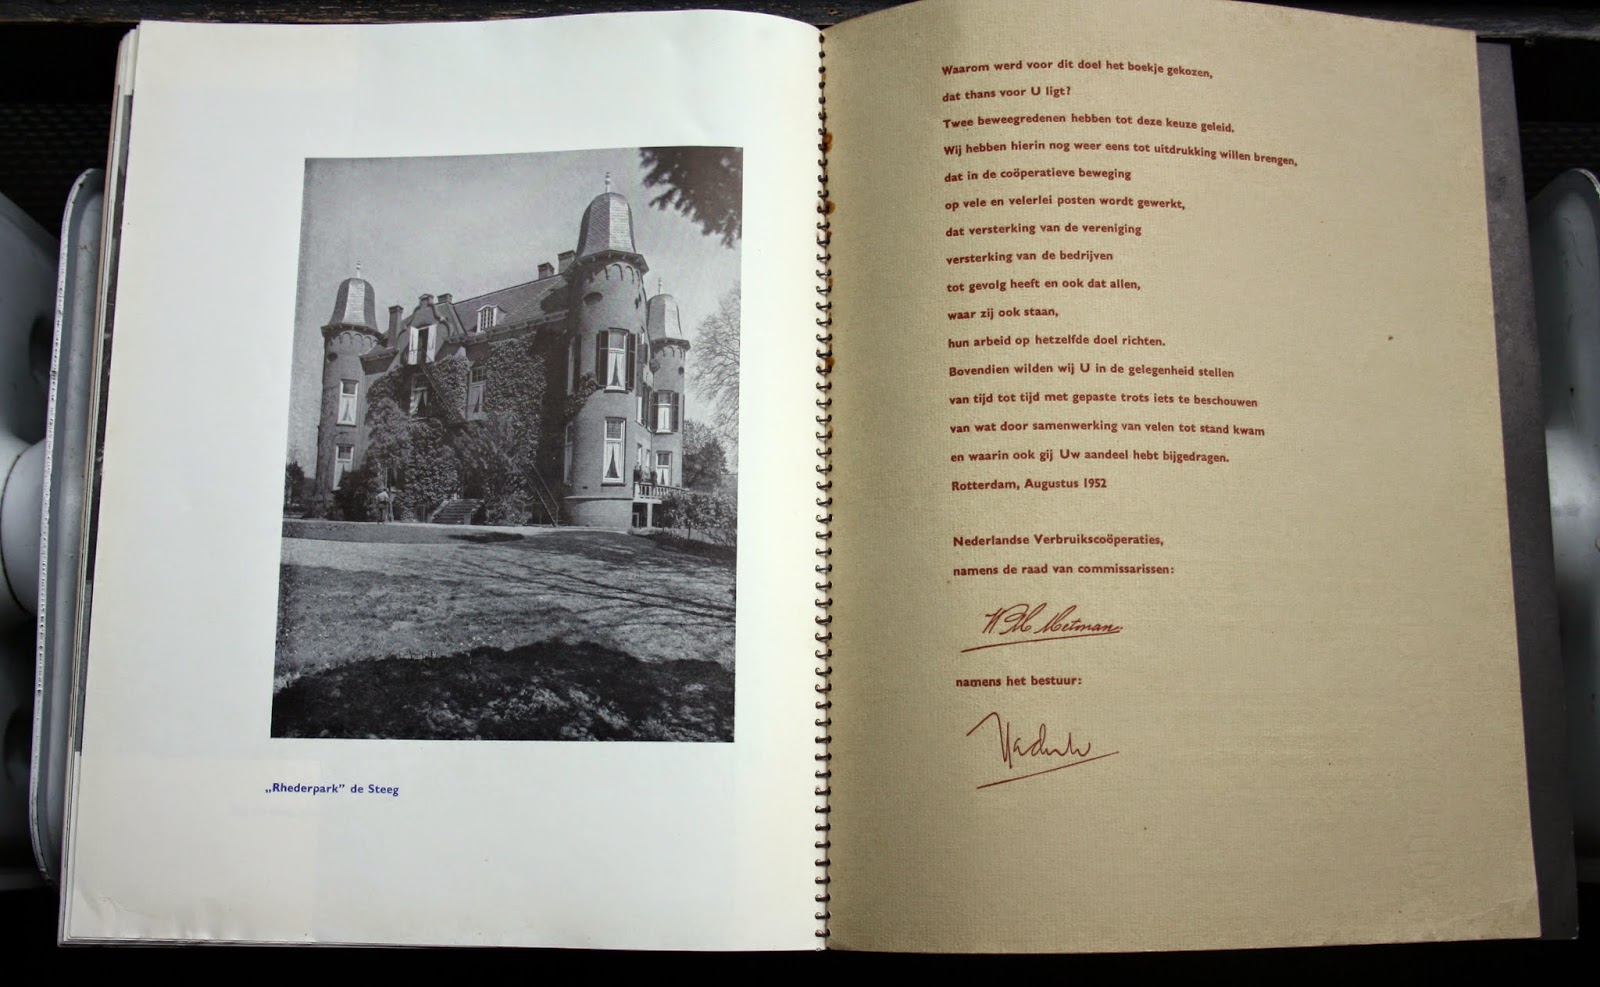 „Rhederpark” de Steeg
Waarom werd voor dit doel het boekje gekozen,
dat thans voor U ligt?
Twee beweegredenen hebben tot deze keuze geleid.
Wij hebben hierin nog weer eens tot uitdrukking willen brengen,
dat in de coöperatieve beweging
op vele en velerlei posten wordt gewerkt,
dat versterking van de vereniging
versterking van de bedrijven
tot gevolg heeft en ook dat allen,
waar zij ook staan,
hun arbeid op hetzelfde doel richten.
Bovendien wilden wij U in de gelegenheid stellen
van tijd tot tijd met gepaste trots iets te beschouwen
van wat door samenwerking van velen tot stand kwam
en waarin ook gij Uw aandeel hebt bijgedragen.
Rotterdam, Augustus 1952
Nederlandse Verbruikscoöperaties,
namens de raad van commissarissen:
Metman
namens het bestuur: